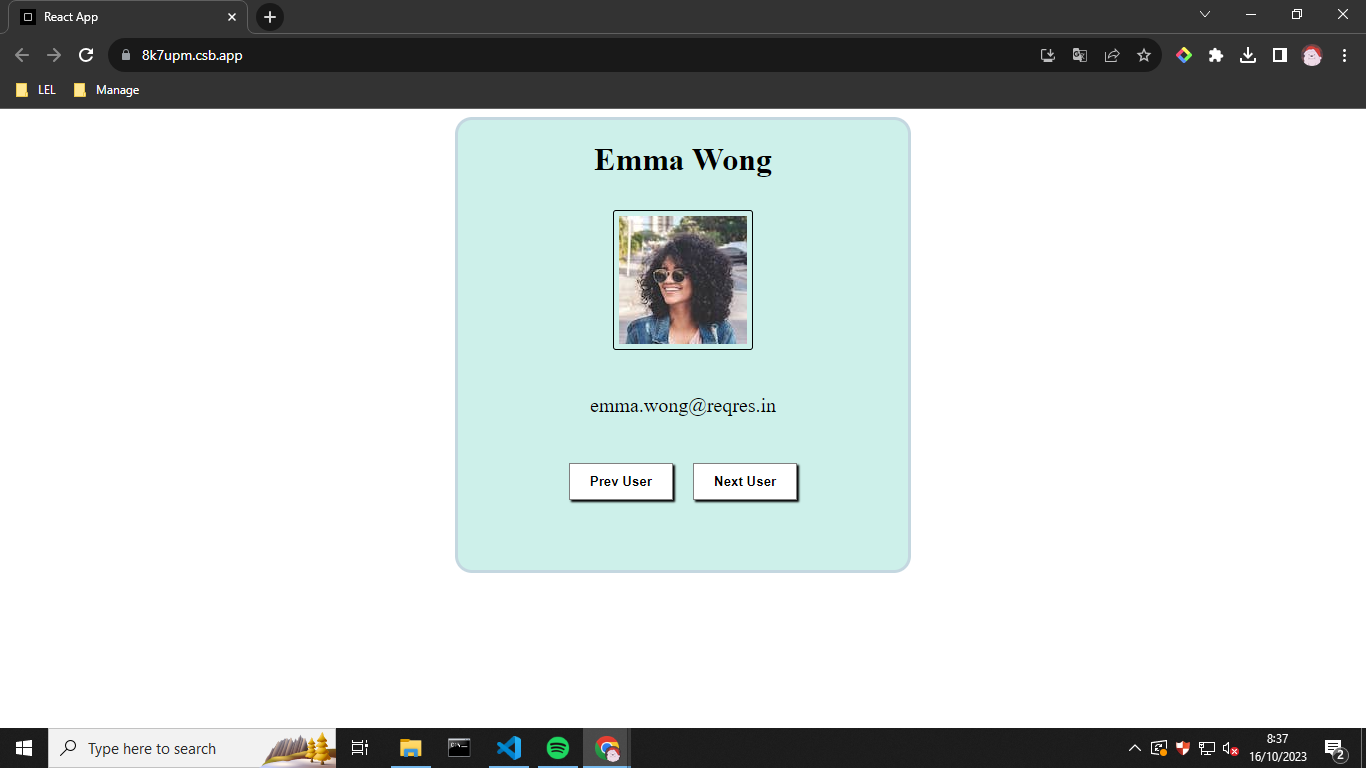 React App
8k7upm.csb.app
LEL
Manage
Emma Wong
emma.wong@reqres.in
Prev User
Next User
Type here to search
8:37
16/10/2023
2